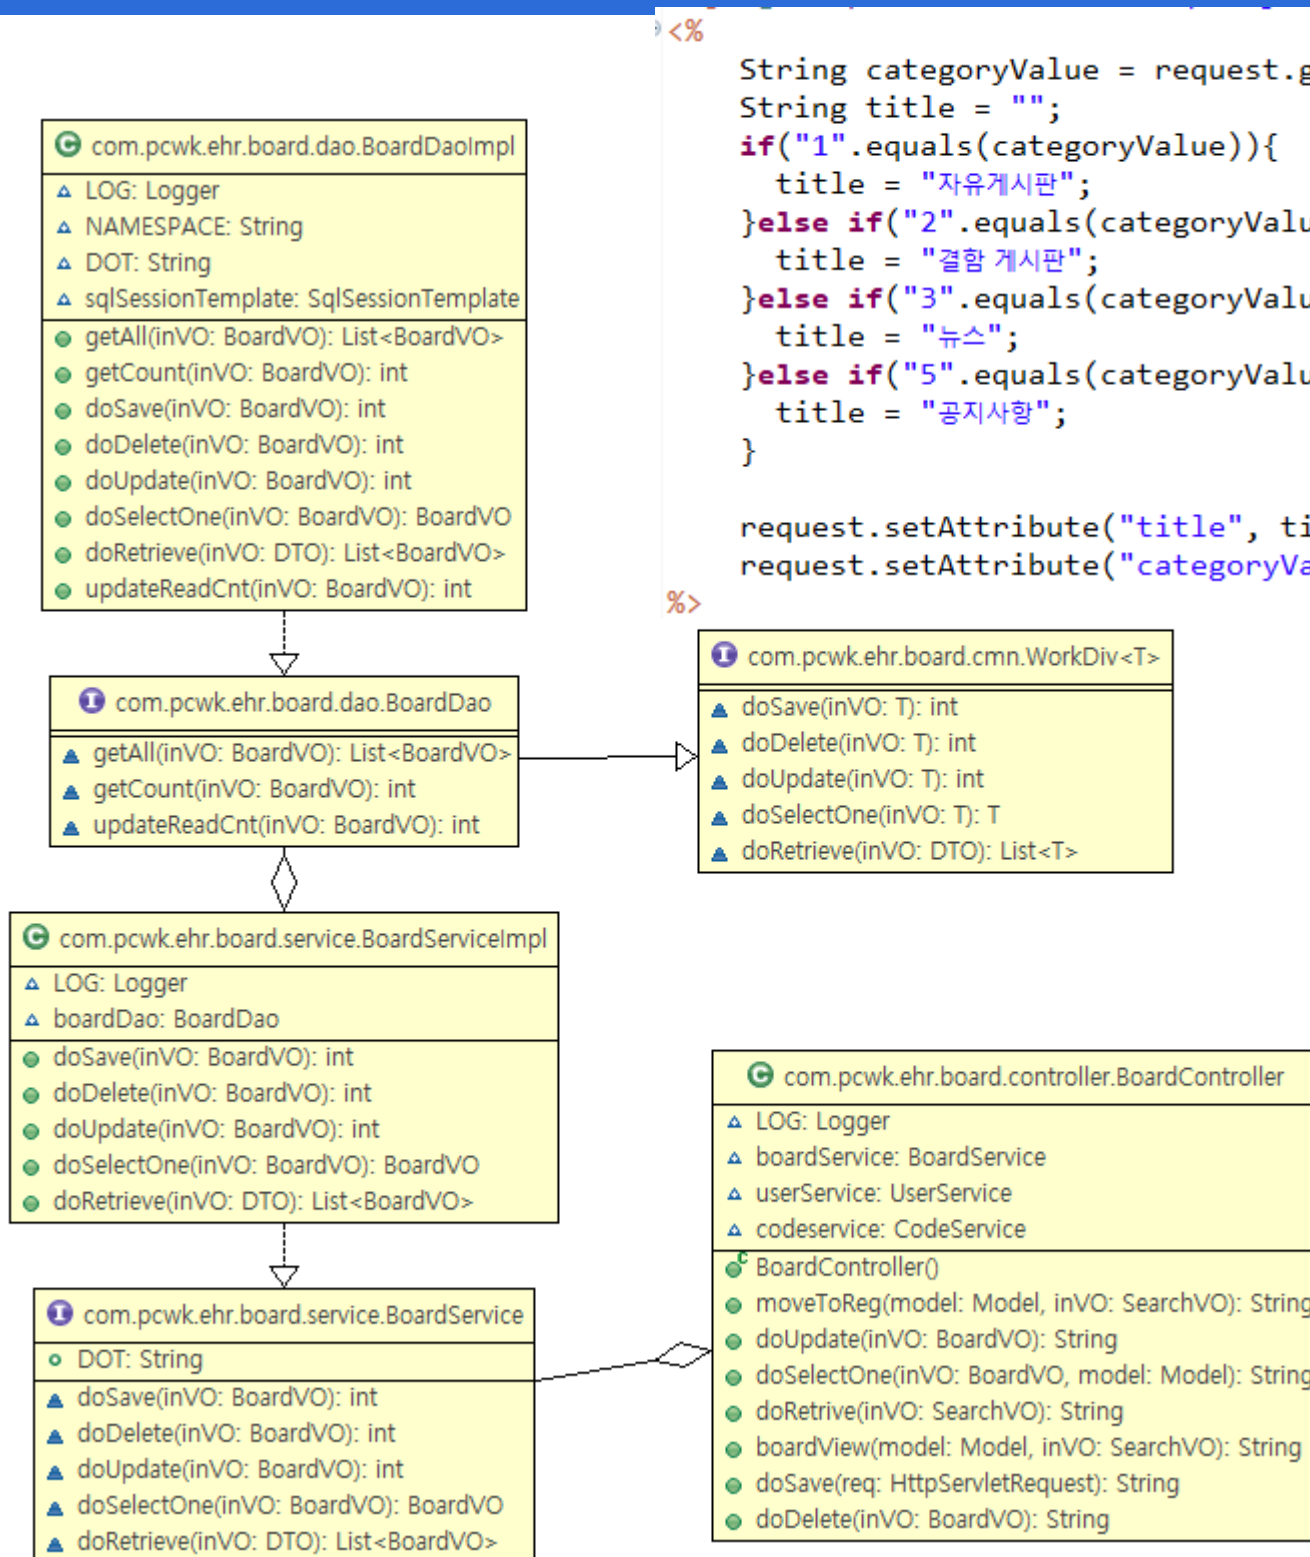 <%
String categoryValue = request.g
String title = "";
if("1".equals(categoryValue)){
title = "자유게시판";
}else if("2".equals(categoryValu
title = "결함 게시판";
}else if("3".equals(categoryValu
title = "뉴스";
}else if("5".equals(categoryValu
title = "공지사항";
}
request.setAttribute("title", ti
request.setAttribute("categoryVa
%>
com.pcwk.ehr.board.dao.BoardDaoImpl
LOG: Logger
NAMESPACE: String
DOT: String
sqlSessionTemplate: SqlSessionTemplate
getAll(inVO: BoardVO): List<BoardVO>
getCount(inVO: BoardVO): int
doSave(inVO: BoardVO): int
doDelete(inVO: BoardVO): int
doUpdate(inVO: BoardVO): int
doSelectOne(inVO: BoardVO): BoardVO
doRetrieve(inVO: DTO): List<BoardVO>
updateReadCnt(inVO: BoardVO): int
com.pcwk.ehr.board.dao.BoardDao
getAll(inVO: BoardVO): List<BoardVO>
getCount(inVO: BoardVO): int
updateReadCnt(inVO: BoardVO): int
com.pcwk.ehr.board.cmn.WorkDiv<T>
doSave(inVO: T): int
doDelete(inVO: T): int
doUpdate(inVO: T): int
doSelectOne(inVO: T): T
doRetrieve(inVO: DTO): List<T>
com.pcwk.ehr.board.service.BoardServiceImpl
LOG: Logger
boardDao: BoardDao
doSave(inVO: BoardVO): int
doDelete(inVO: BoardVO): int
doUpdate(inVO: BoardVO): int
doSelectOne(inVO: BoardVO): BoardVO
doRetrieve(inVO: DTO): List<BoardVO>
com.pcwk.ehr.board.service.BoardService
DOT: String
doSave(inVO: BoardVO): int
doDelete(inVO: BoardVO): int
doUpdate(inVO: BoardVO): int
doSelectOne(inVO: BoardVO): BoardVO
doRetrieve(inVO: DTO): List<BoardVO>
com.pcwk.ehr.board.controller.BoardController
LOG: Logger
boardService: BoardService
userService: UserService
codeservice: CodeService
BoardController()
moveToReg(model: Model, inVO: SearchVO): String
doUpdate(inVO: BoardVO): String
doSelectOne(inVO: BoardVO, model: Model): String
doRetrive(inVO: SearchVO): String
boardView(model: Model, inVO: SearchVO): String
doSave(req: HttpServletRequest): String
doDelete(inVO: BoardVO): String